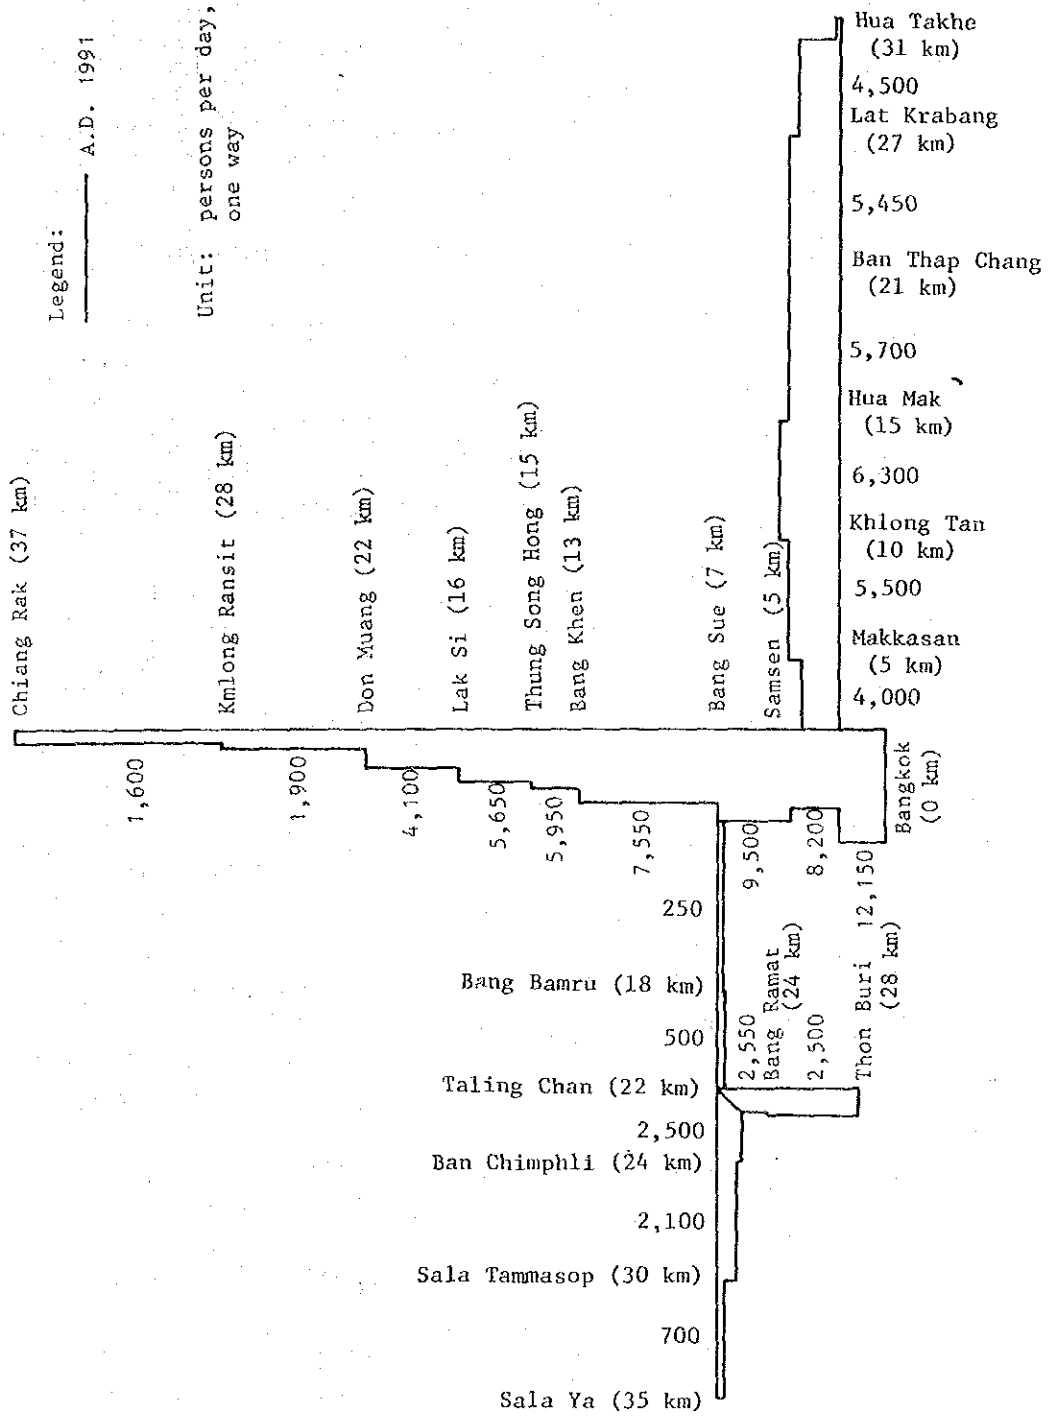 Legend:
A.D. 1991
Unit: persons per day,
one way
Chiang Rak (37 km)
1,600
Kmlong Ransit (28 km)
1,900
Don Muang (22 km)
4,100
Lak Si (16 km)
5,650
Thung Song Hong (15 km)
5,950
Bang Khen (13 km)
7,550
Bang Sue (7 km)
9,500
Samsen (5 km)
8,200
12,150
Bangkok
(0 km)
Hua Takhe
(31 km)
4,500
Lat Krabang
(27 km)
5,450
Ban Thap Chang
(21 km)
5,700
Hua Mak
(15 km)
6,300
Khlong Tan
(10 km)
5,500
Makkasan
(5 km)
4,000
250
Bang Bamru (18 km)
500
Taling Chan (22 km)
2,500
Ban Chimphli (24 km)
2,100
Sala Tammasop (30 km)
700
Sala Ya (35 km)
2,550
Bang Ramat
(24 km)
2,500
Thon Buri
(28 km)